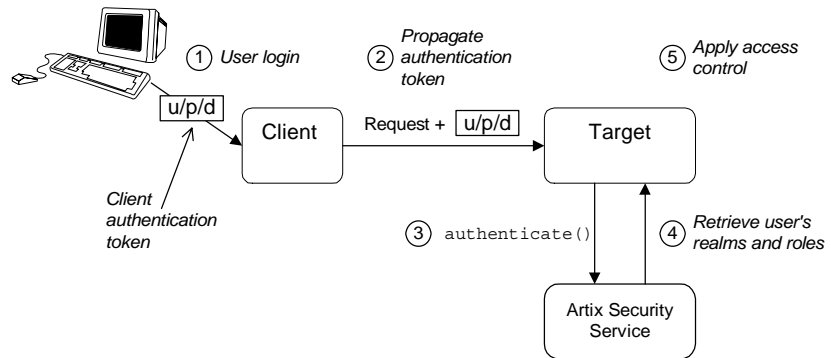 1 User login
2 Propagate
authentication
token
5 Apply access
control
u/p/d
Client
Request + u/p/d
Target
Client
authentication
token
3 authenticate()
4 Retrieve user's
realms and roles
Artix Security
Service